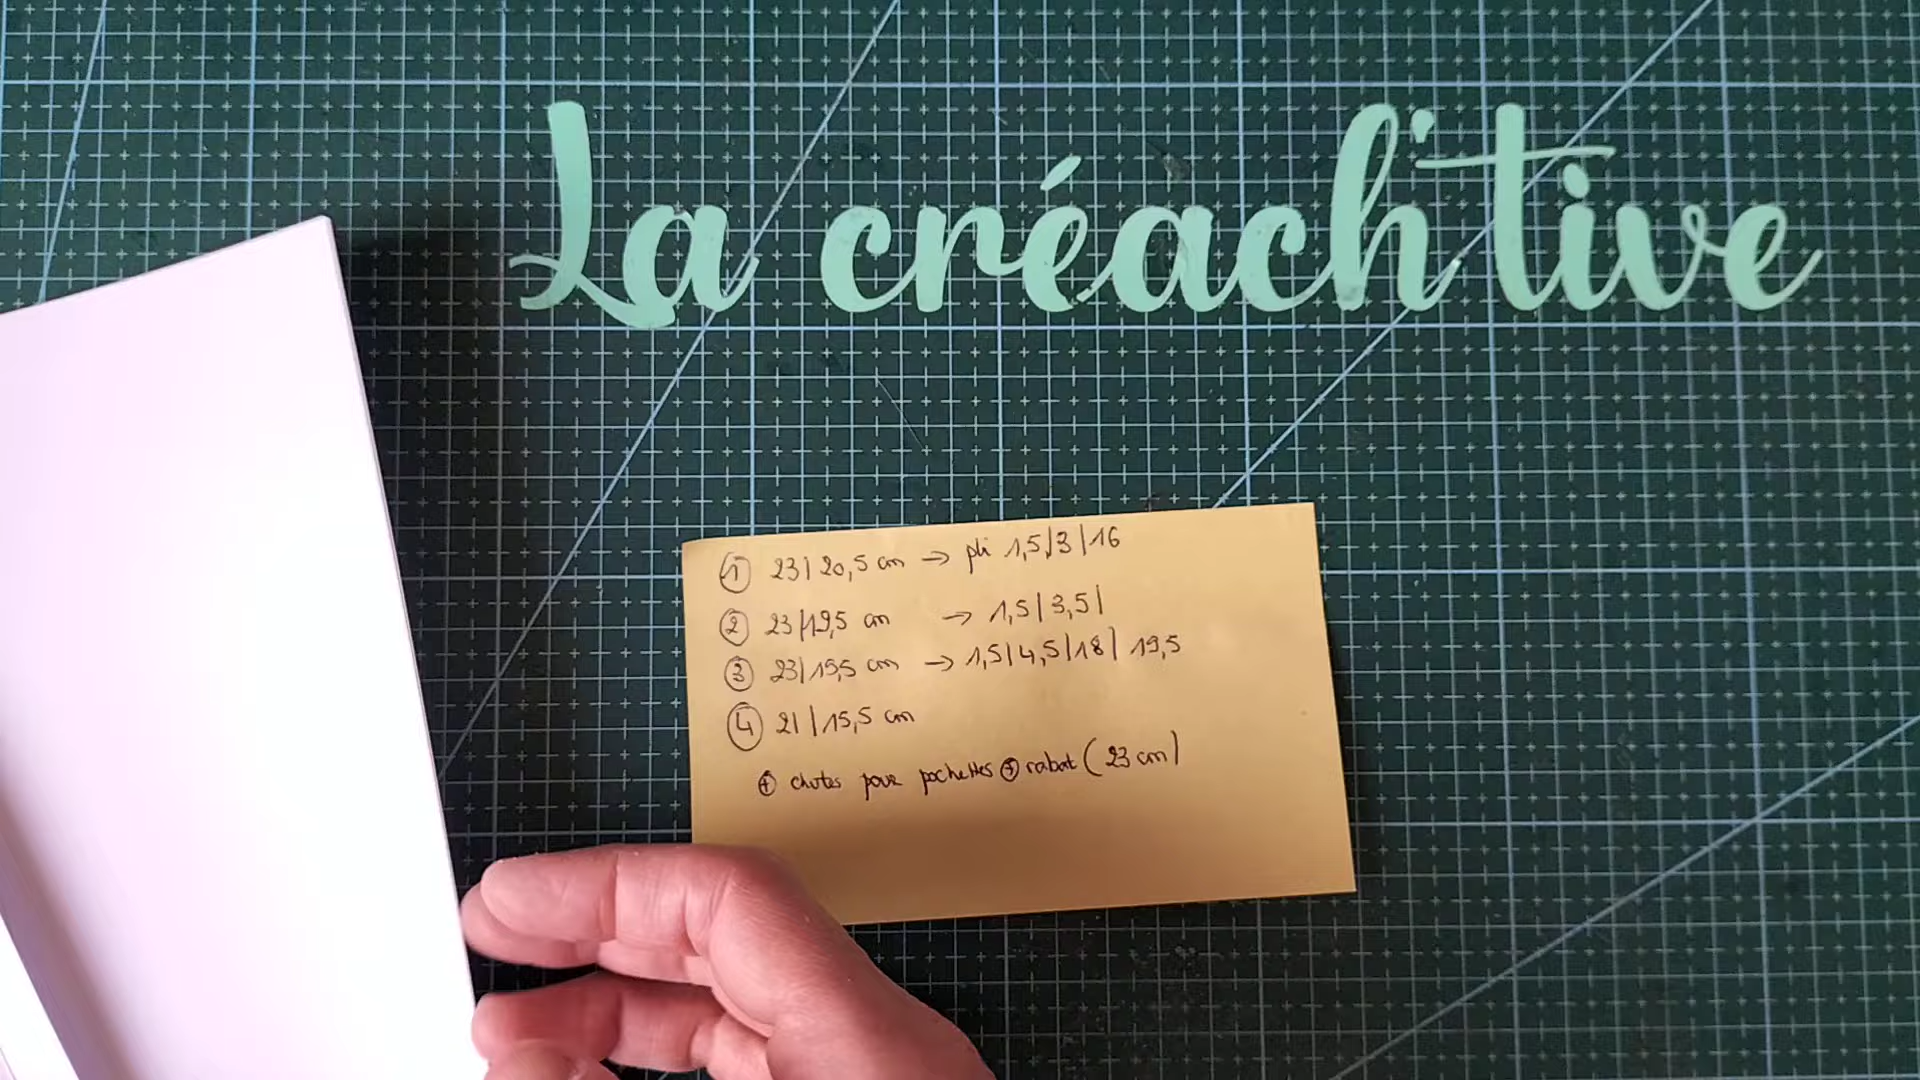 La créach'tive
① 23|20,5 cm → pli 1,5|3|16
② 23|19,5 cm → 1,5|3,5|
③ 23|15,5 cm → 1,5|4,5|18|19,5
④ 21|15,5 cm
⊕ chutes pour pochettes ⊕ rabat (23 cm)